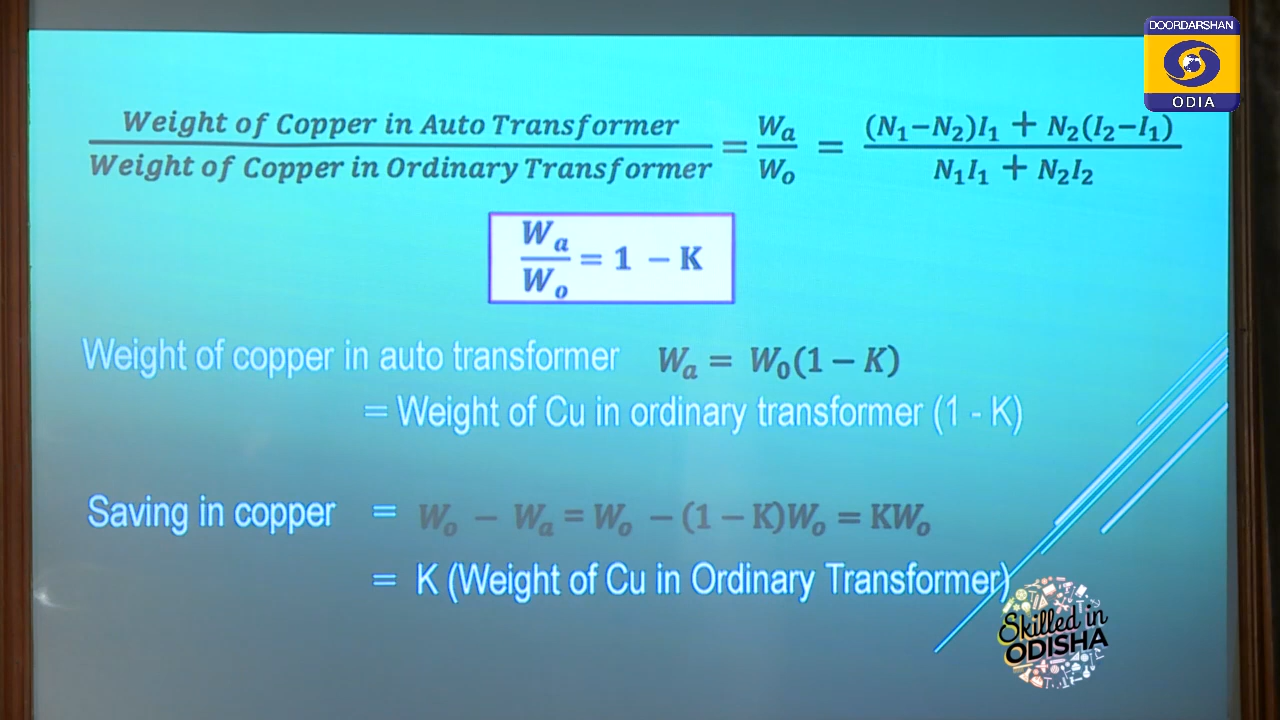 DOORDARSHAN
ODIA
Weight of Copper in Auto Transformer / Weight of Copper in Ordinary Transformer = Wₐ / Wₒ = (N₁−N₂)I₁ + N₂(I₂−I₁) / N₁I₁ + N₂I₂
Wₐ / Wₒ = 1 − K
Weight of copper in auto transformer Wₐ = W₀(1 − K)
= Weight of Cu in ordinary transformer (1 - K)
Saving in copper = Wₒ − Wₐ = Wₒ − (1 − K)Wₒ = KWₒ
= K (Weight of Cu in Ordinary Transformer)
Skilled in
ODISHA